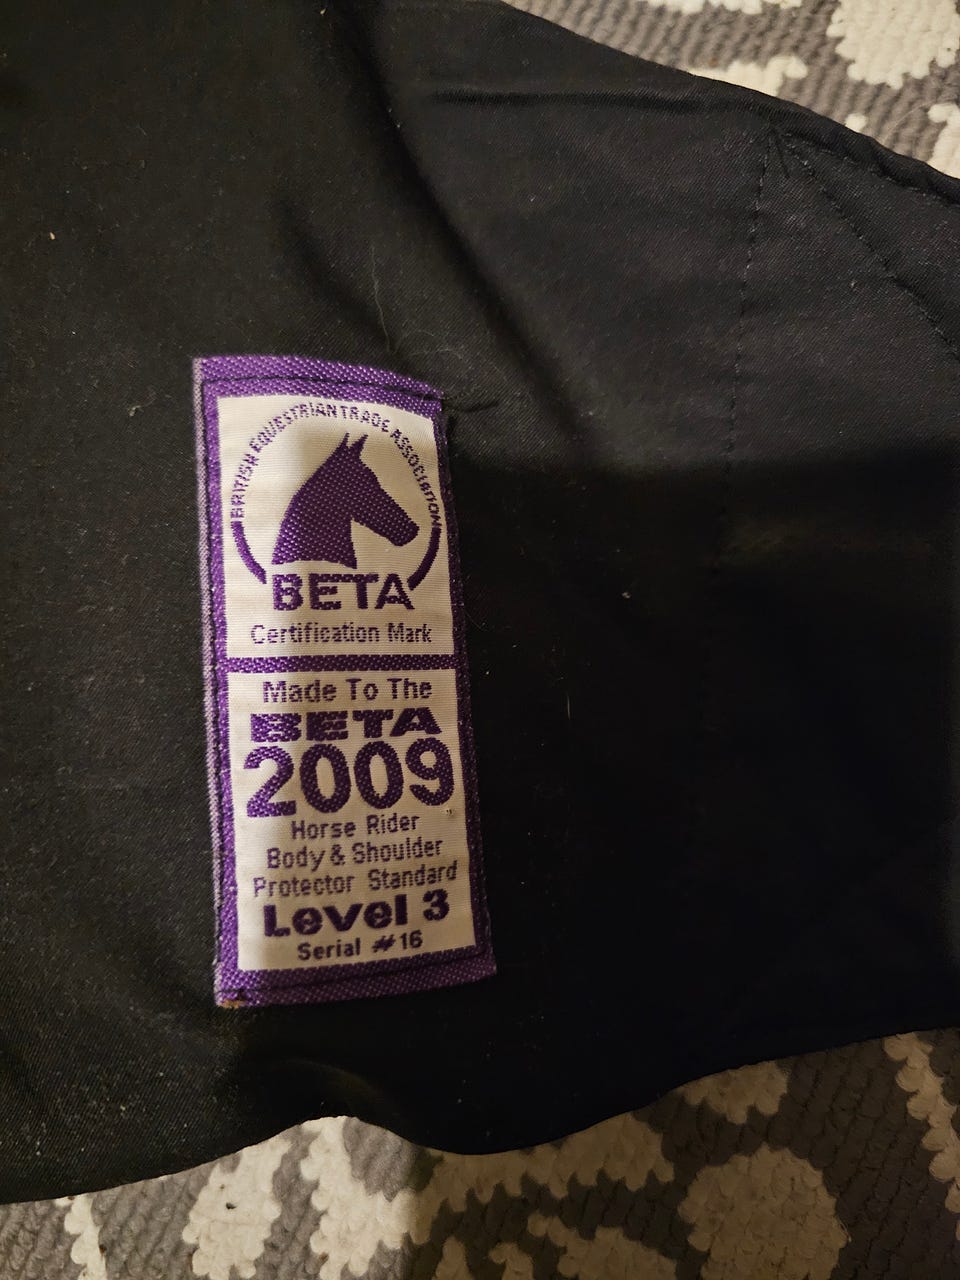 BRITISH EQUESTRIAN TRADE ASSOCIATION
BETA
Certification Mark
Made To The
BETA
2009
Horse Rider
Body & Shoulder
Protector Standard
Level 3
Serial #16